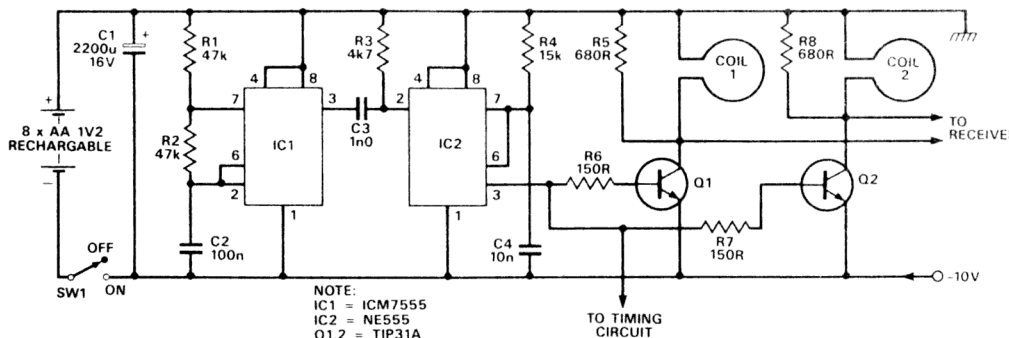 C1
2200u
16V
+
R1
47k
R3
4k7
R4
15k
R5
680R
COIL
1
R8
680R
COIL
2
4
8
7
3
IC1
6
2
1
C3
1n0
4
8
2
7
IC2
6
3
1
+
8 x AA 1V2
RECHARGABLE
−
R2
47k
R6
150R
Q1
Q2
TO
RECEIVE
R7
150R
C2
100n
C4
10n
OFF
SW1
ON
–10V
NOTE:
IC1 = ICM7555
IC2 = NE555
Q1,2 = TIP31A
TO TIMING
CIRCUIT